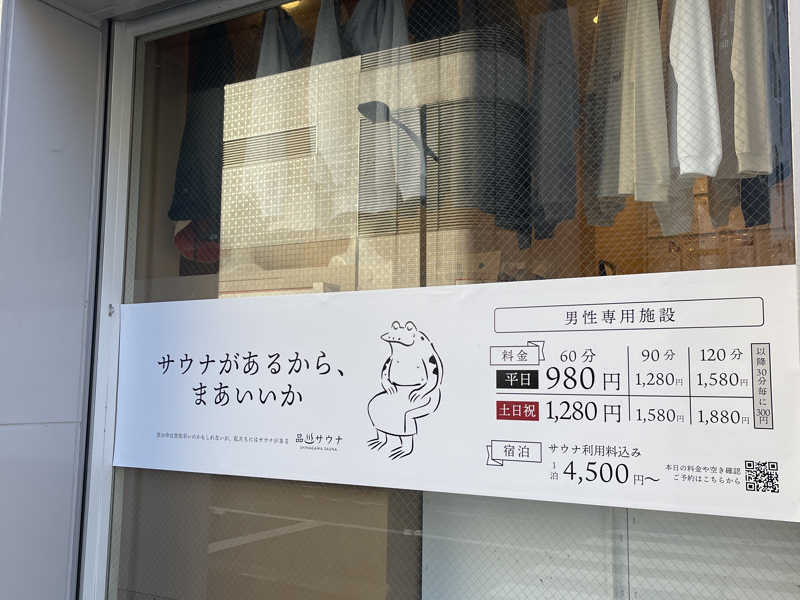 サウナがあるから、
まあいいか
品川サウナ
SHINAGAWA SAUNA
男性専用施設
料金 60分 90分 120分
平日 980円 1,280円 1,580円
土日祝 1,280円 1,580円 1,880円
以降30分毎に300円
宿泊 サウナ利用料込み
1泊 4,500円〜
本日の料金や空き確認
ご予約はこちらから